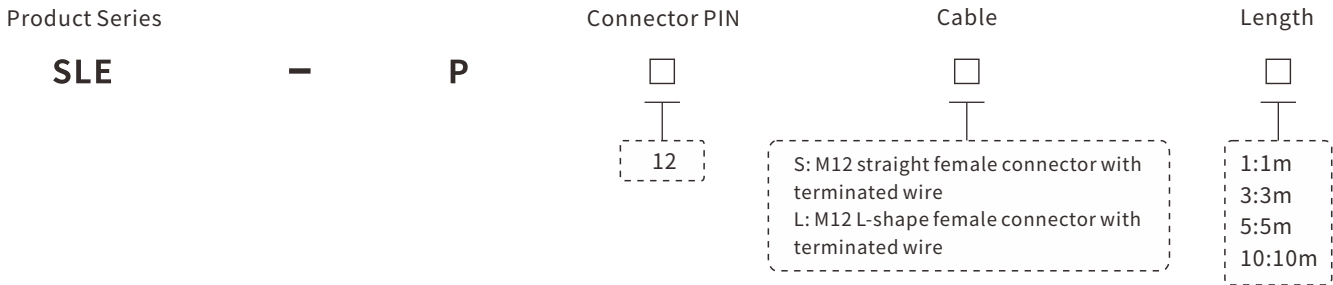 Product Series Connector PIN Cable Length
SLE - P □ □ □
12
S: M12 straight female connector with
terminated wire
L: M12 L-shape female connector with
terminated wire
1:1m
3:3m
5:5m
10:10m